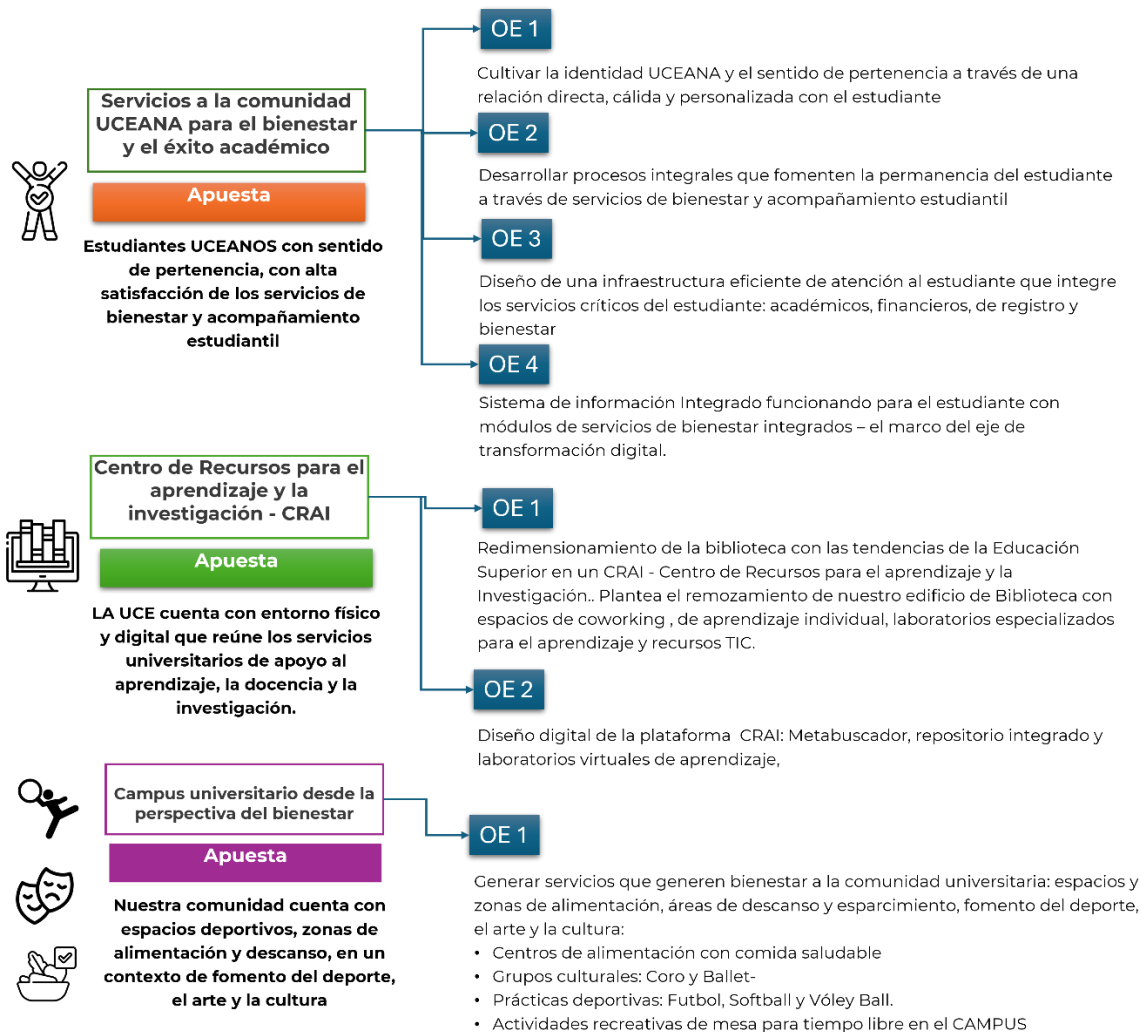 Servicios a la comunidad
UCEANA para el bienestar
y el éxito académico
Apuesta
Estudiantes UCEANOS con sentido
de pertenencia, con alta
satisfacción de los servicios de
bienestar y acompañamiento
estudiantil
OE 1
Cultivar la identidad UCEANA y el sentido de pertenencia a través de una
relación directa, cálida y personalizada con el estudiante
OE 2
Desarrollar procesos integrales que fomenten la permanencia del estudiante
a través de servicios de bienestar y acompañamiento estudiantil
OE 3
Diseño de una infraestructura eficiente de atención al estudiante que integre
los servicios críticos del estudiante: académicos, financieros, de registro y
bienestar
OE 4
Sistema de información Integrado funcionando para el estudiante con
módulos de servicios de bienestar integrados – el marco del eje de
transformación digital.
Centro de Recursos para el
aprendizaje y la
investigación - CRAI
Apuesta
LA UCE cuenta con entorno físico
y digital que reúne los servicios
universitarios de apoyo al
aprendizaje, la docencia y la
investigación.
OE 1
Redimensionamiento de la biblioteca con las tendencias de la Educación
Superior en un CRAI - Centro de Recursos para el aprendizaje y la
Investigación.. Plantea el remozamiento de nuestro edificio de Biblioteca con
espacios de coworking , de aprendizaje individual, laboratorios especializados
para el aprendizaje y recursos TIC.
OE 2
Diseño digital de la plataforma CRAI: Metabuscador, repositorio integrado y
laboratorios virtuales de aprendizaje,
Campus universitario desde la
perspectiva del bienestar
Apuesta
Nuestra comunidad cuenta con
espacios deportivos, zonas de
alimentación y descanso, en un
contexto de fomento del deporte,
el arte y la cultura
OE 1
Generar servicios que generen bienestar a la comunidad universitaria: espacios y
zonas de alimentación, áreas de descanso y esparcimiento, fomento del deporte,
el arte y la cultura:
• Centros de alimentación con comida saludable
• Grupos culturales: Coro y Ballet-
• Prácticas deportivas: Futbol, Softball y Vóley Ball.
• Actividades recreativas de mesa para tiempo libre en el CAMPUS